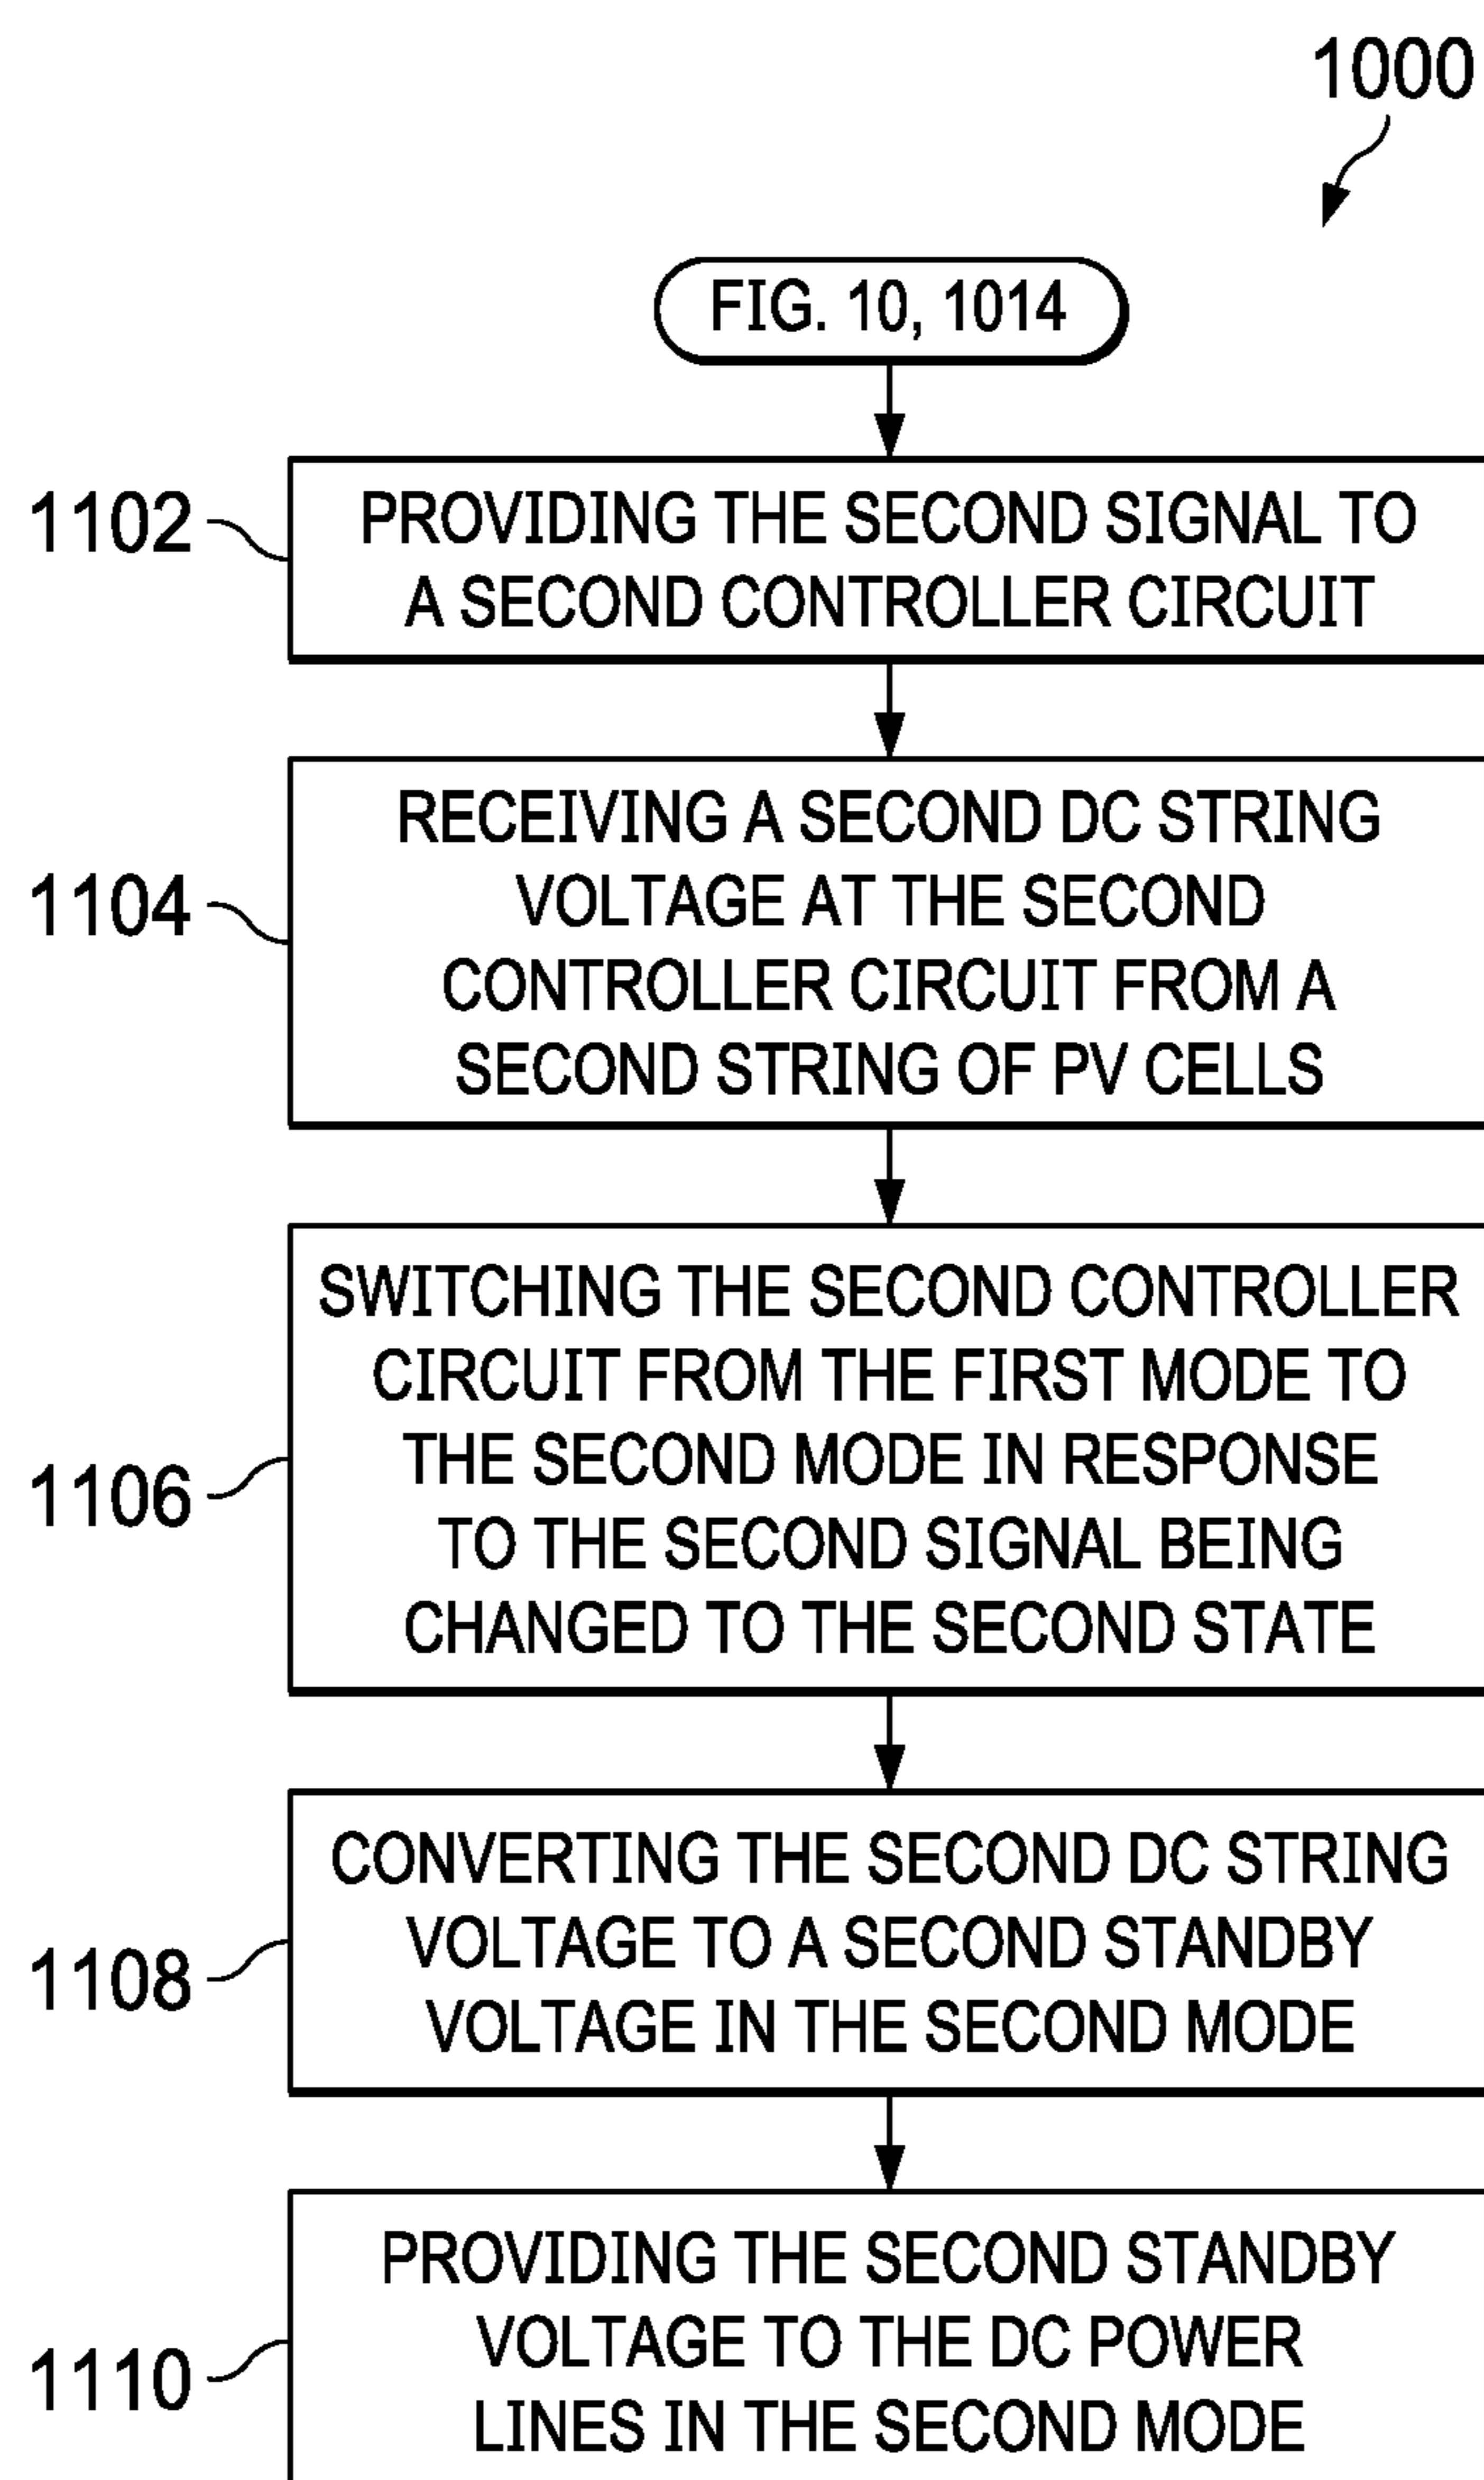 1000
FIG. 10, 1014
1102
PROVIDING THE SECOND SIGNAL TO
A SECOND CONTROLLER CIRCUIT
1104
RECEIVING A SECOND DC STRING
VOLTAGE AT THE SECOND
CONTROLLER CIRCUIT FROM A
SECOND STRING OF PV CELLS
1106
SWITCHING THE SECOND CONTROLLER
CIRCUIT FROM THE FIRST MODE TO
THE SECOND MODE IN RESPONSE
TO THE SECOND SIGNAL BEING
CHANGED TO THE SECOND STATE
1108
CONVERTING THE SECOND DC STRING
VOLTAGE TO A SECOND STANDBY
VOLTAGE IN THE SECOND MODE
1110
PROVIDING THE SECOND STANDBY
VOLTAGE TO THE DC POWER
LINES IN THE SECOND MODE